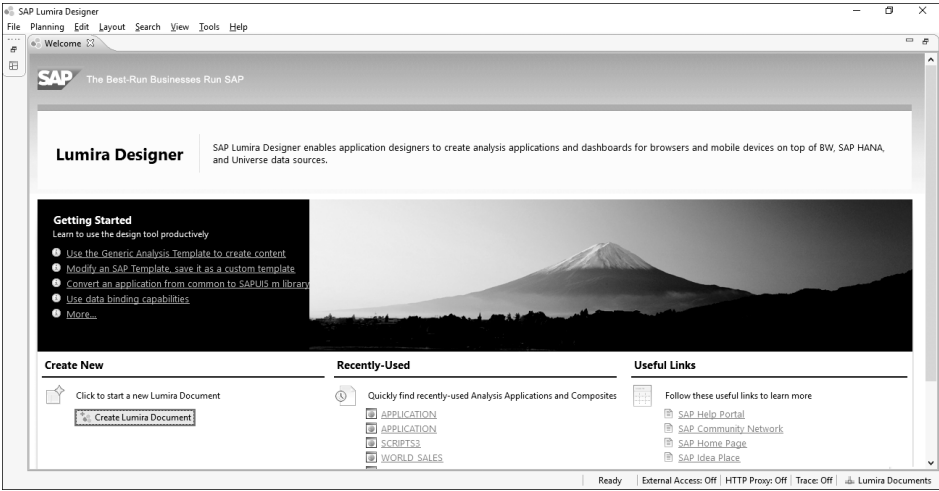 SAP Lumira Designer
File Planning Edit Layout Search View Tools Help
Welcome
SAP The Best-Run Businesses Run SAP
Lumira Designer
SAP Lumira Designer enables application designers to create analysis applications and dashboards for browsers and mobile devices on top of BW, SAP HANA,
and Universe data sources.
Getting Started
Learn to use the design tool productively
Use the Generic Analysis Template to create content
Modify an SAP Template, save it as a custom template
Convert an application from common to SAPUI5 m library
Use data binding capabilities
More...
Create New
Click to start a new Lumira Document
Create Lumira Document
Recently-Used
Quickly find recently-used Analysis Applications and Composites
APPLICATION
APPLICATION
SCRIPTS3
WORLD SALES
Useful Links
Follow these useful links to learn more
SAP Help Portal
SAP Community Network
SAP Home Page
SAP Idea Place
Ready External Access: Off HTTP Proxy: Off Trace: Off Lumira Documents